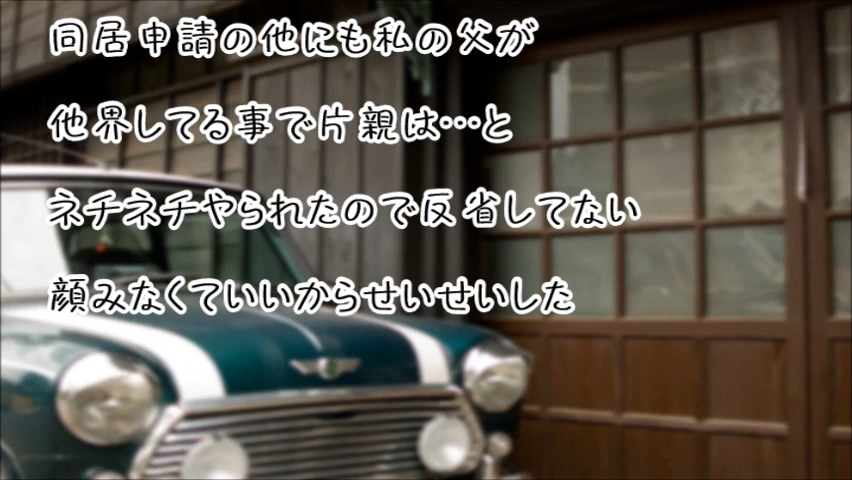 同居申請の他にも私の父が
他界してる事で片親は…と
ネチネチやられたので反省してない
顔みなくていいからせいせいした